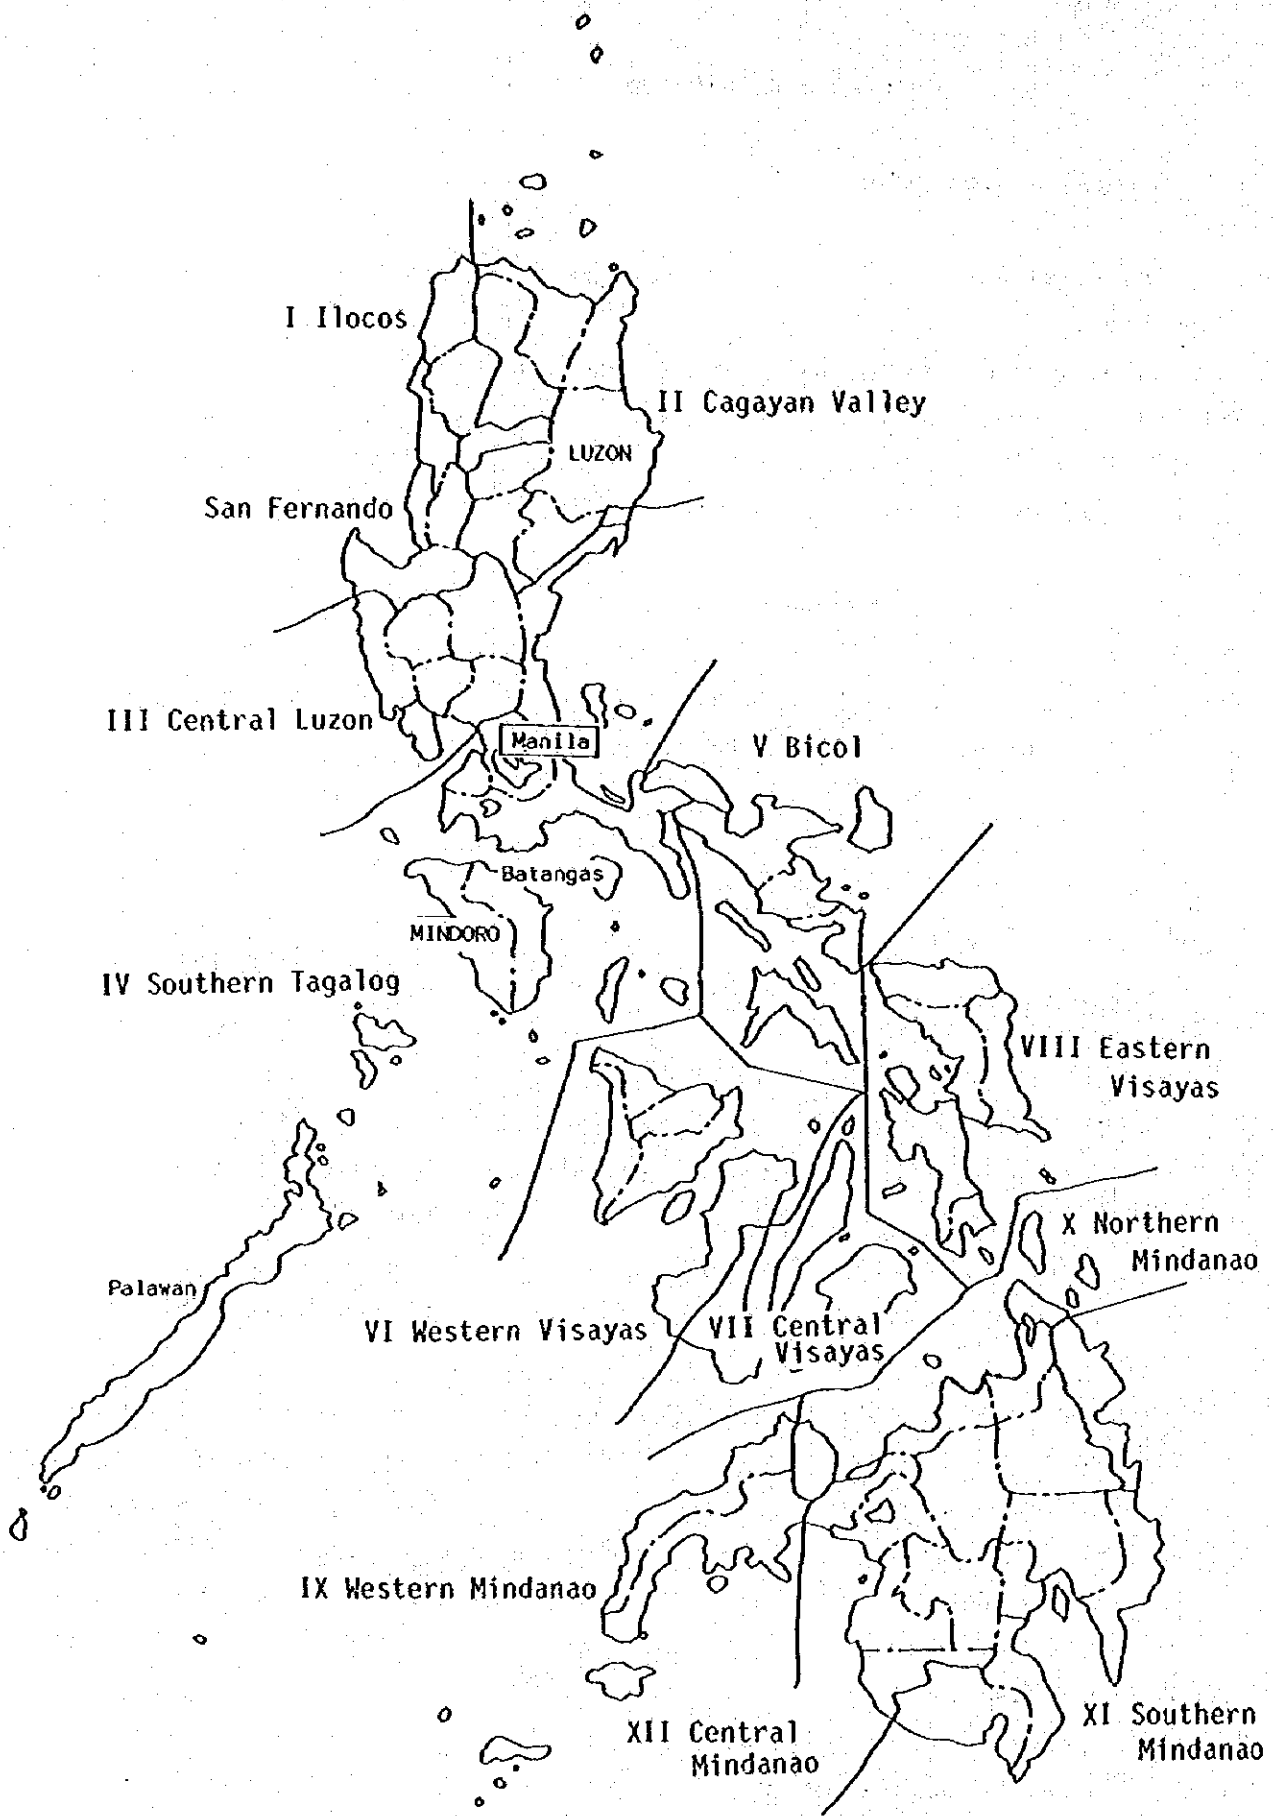 I Ilocos
II Cagayan Valley
LUZON
San Fernando
III Central Luzon
Manila
V Bicol
Batangas
MINDORO
IV Southern Tagalog
VIII Eastern
Visayas
X Northern
Mindanao
Palawan
VI Western Visayas
VII Central
Visayas
IX Western Mindanao
XII Central
Mindanao
XI Southern
Mindanao